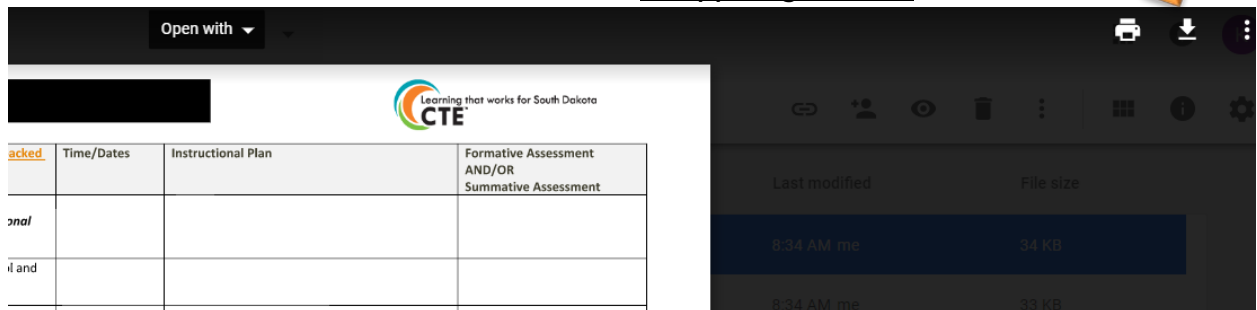 Open with
Learning that works for South Dakota
CTE
acked Time/Dates Instructional Plan Formative Assessment
AND/OR
Summative Assessment
onal
ol and
Last modified File size
8:34 AM me 34 KB
8:34 AM me 33 KB